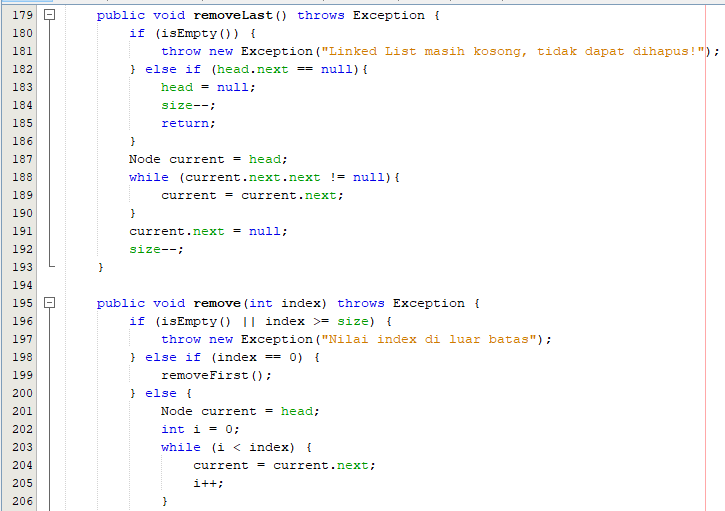 179 public void removeLast() throws Exception {
180 if (isEmpty()) {
181 throw new Exception("Linked List masih kosong, tidak dapat dihapus!");
182 } else if (head.next == null){
183 head = null;
184 size--;
185 return;
186 }
187 Node current = head;
188 while (current.next.next != null){
189 current = current.next;
190 }
191 current.next = null;
192 size--;
193 }
194
195 public void remove(int index) throws Exception {
196 if (isEmpty() || index >= size) {
197 throw new Exception("Nilai index di luar batas");
198 } else if (index == 0) {
199 removeFirst();
200 } else {
201 Node current = head;
202 int i = 0;
203 while (i < index) {
204 current = current.next;
205 i++;
206 }